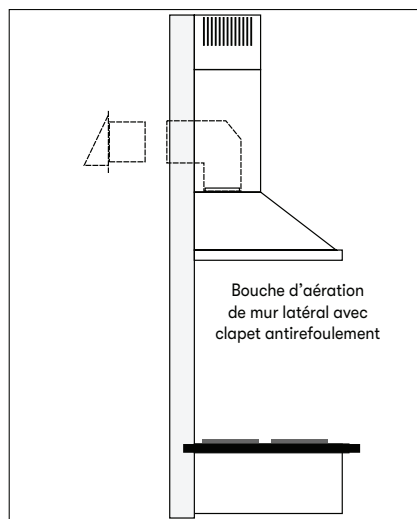 Bouche d'aération
de mur latéral avec
clapet antirefoulement